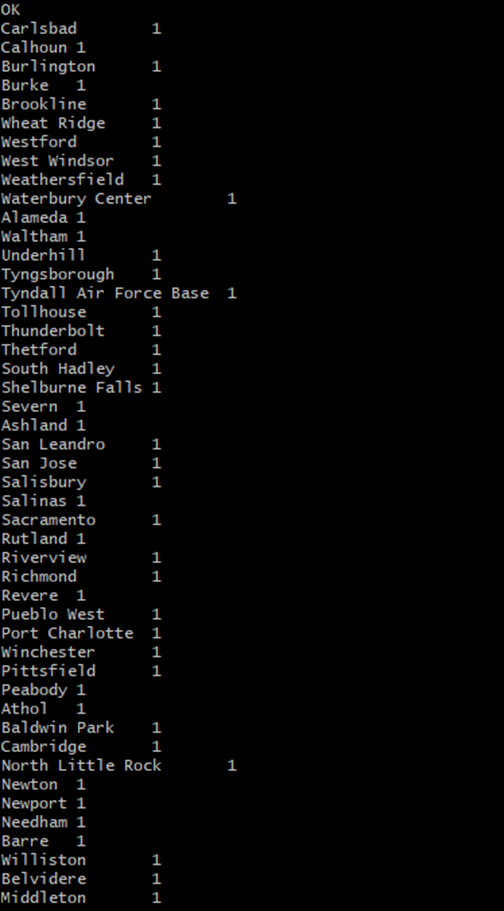 OK
Carlsbad 1
Calhoun 1
Burlington 1
Burke 1
Brookline 1
Wheat Ridge 1
Westford 1
West Windsor 1
Weathersfield 1
Waterbury Center 1
Alameda 1
Waltham 1
Underhill 1
Tyngsborough 1
Tyndall Air Force Base 1
Tollhouse 1
Thunderbolt 1
Thetford 1
South Hadley 1
Shelburne Falls 1
Severn 1
Ashland 1
San Leandro 1
San Jose 1
Salisbury 1
Salinas 1
Sacramento 1
Rutland 1
Riverview 1
Richmond 1
Revere 1
Pueblo West 1
Port Charlotte 1
Winchester 1
Pittsfield 1
Peabody 1
Athol 1
Baldwin Park 1
Cambridge 1
North Little Rock 1
Newton 1
Newport 1
Needham 1
Barre 1
Williston 1
Belvidere 1
Middleton 1